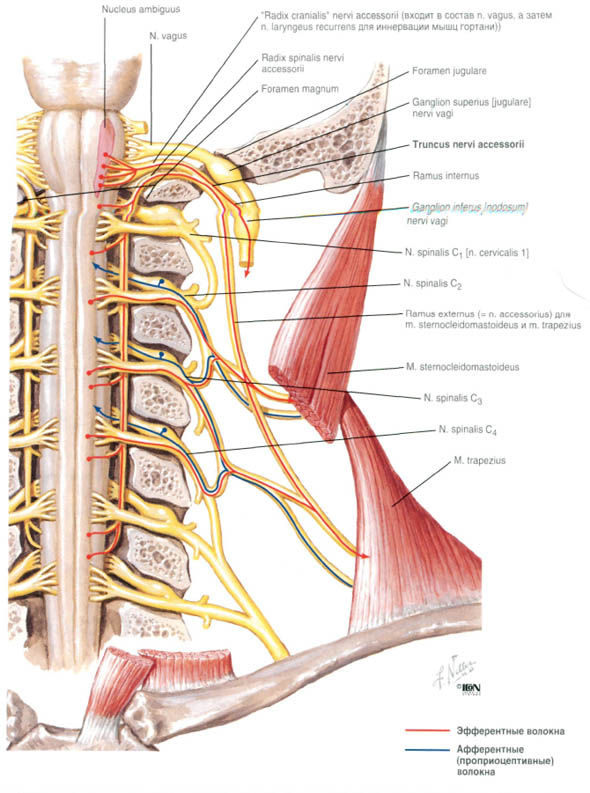 Nucleus ambiguus
N. vagus
"Radix cranialis" nervi accessorii (входит в состав n. vagus, а затем
n. laryngeus recurrens для иннервации мышц гортани))
Radix spinalis nervi
accessorii
Foramen magnum
Foramen jugulare
Ganglion superius [jugulare]
nervi vagi
Truncus nervi accessorii
Ramus internus
Ganglion inferus [nodosum]
nervi vagi
N. spinalis C1 [n. cervicalis 1]
N. spinalis C2
Ramus externus (= n. accessorius) для
m. sternocleidomastoideus и m. trapezius
M. sternocleidomastoideus
N. spinalis C3
N. spinalis C4
M. trapezius
F. Netter
©ICON
Эфферентные волокна
Афферентные
(проприоцептивные)
волокна